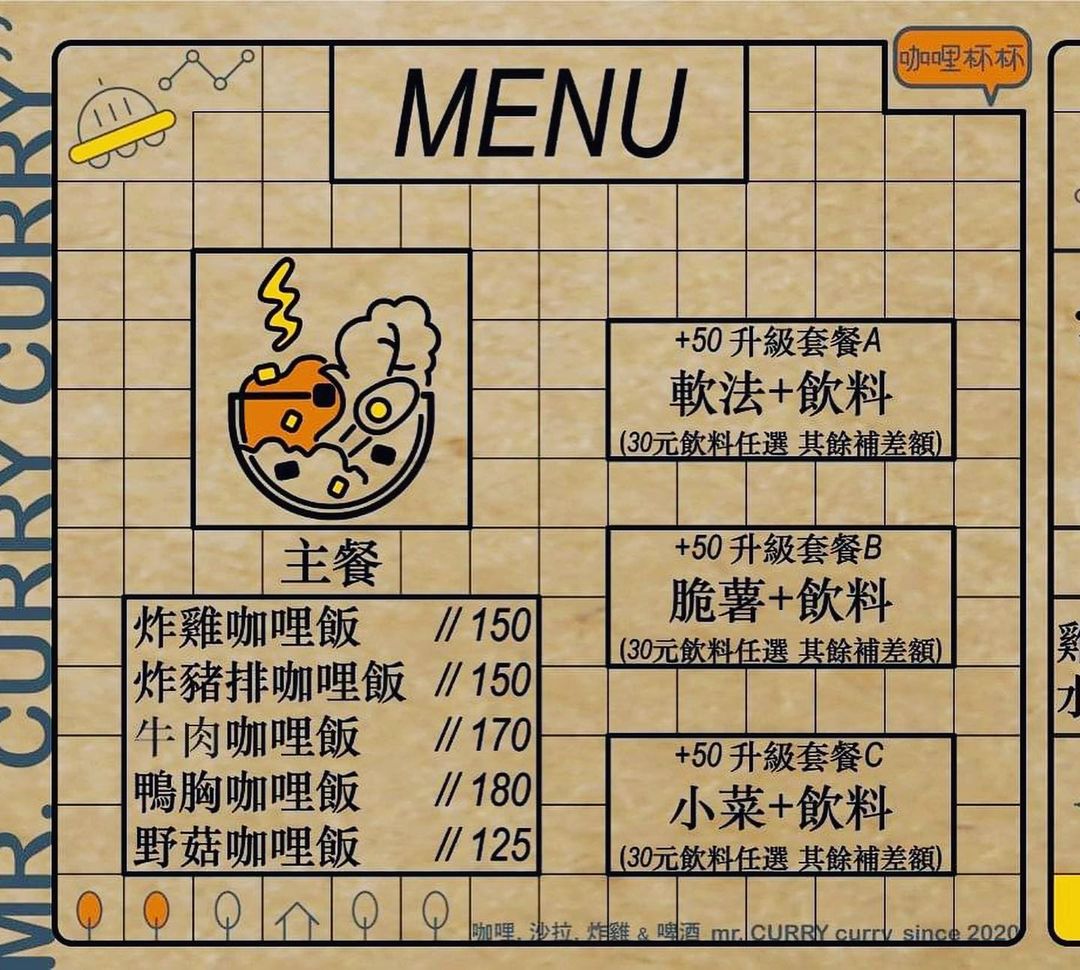 MR. CURRY CURRY
咖哩杯杯
MENU
主餐
炸雞咖哩飯 // 150
炸豬排咖哩飯 // 150
牛肉咖哩飯 // 170
鴨胸咖哩飯 // 180
野菇咖哩飯 // 125
+50 升級套餐A
軟法+飲料
(30元飲料任選 其餘補差額)
+50 升級套餐B
脆薯+飲料
(30元飲料任選 其餘補差額)
+50 升級套餐C
小菜+飲料
(30元飲料任選 其餘補差額)
咖哩, 沙拉, 炸雞 & 啤酒 mr. CURRY curry since 2020
雞
水